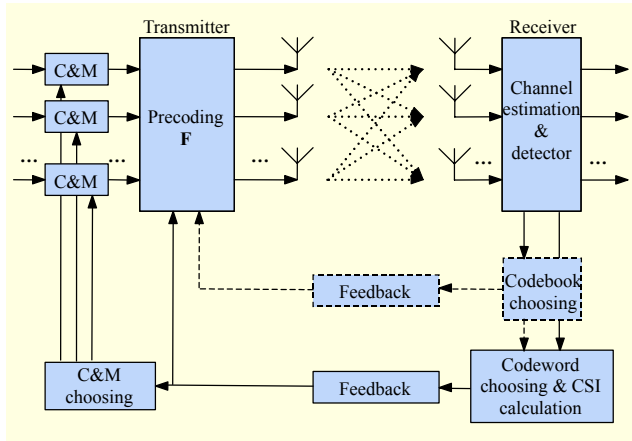 Transmitter
Receiver
C&M
C&M
...
C&M
...
Precoding
F
...
...
Channel
estimation
&
detector
...
Feedback
Codebook
choosing
C&M
choosing
Feedback
Codeword
choosing & CSI
calculation